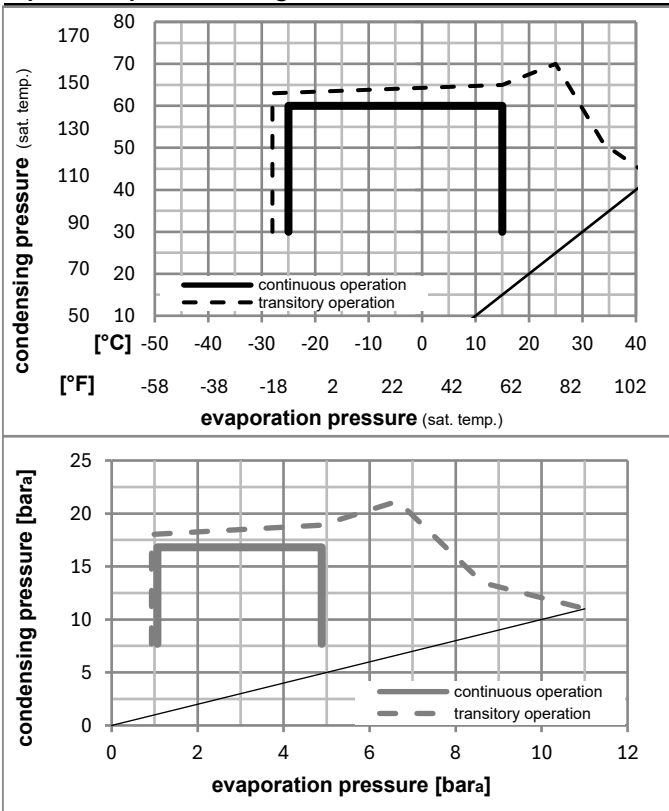 170 80
70
150 60
130 50
110 40
90 30
70 20
50 10
condensing pressure (sat. temp.)
continuous operation
transitory operation
[°C] -50 -40 -30 -20 -10 0 10 20 30 40
[°F] -58 -38 -18 2 22 42 62 82 102
evaporation pressure (sat. temp.)
25
20
15
10
5
0
condensing pressure [bara]
continuous operation
transitory operation
0 2 4 6 8 10 12
evaporation pressure [bara]